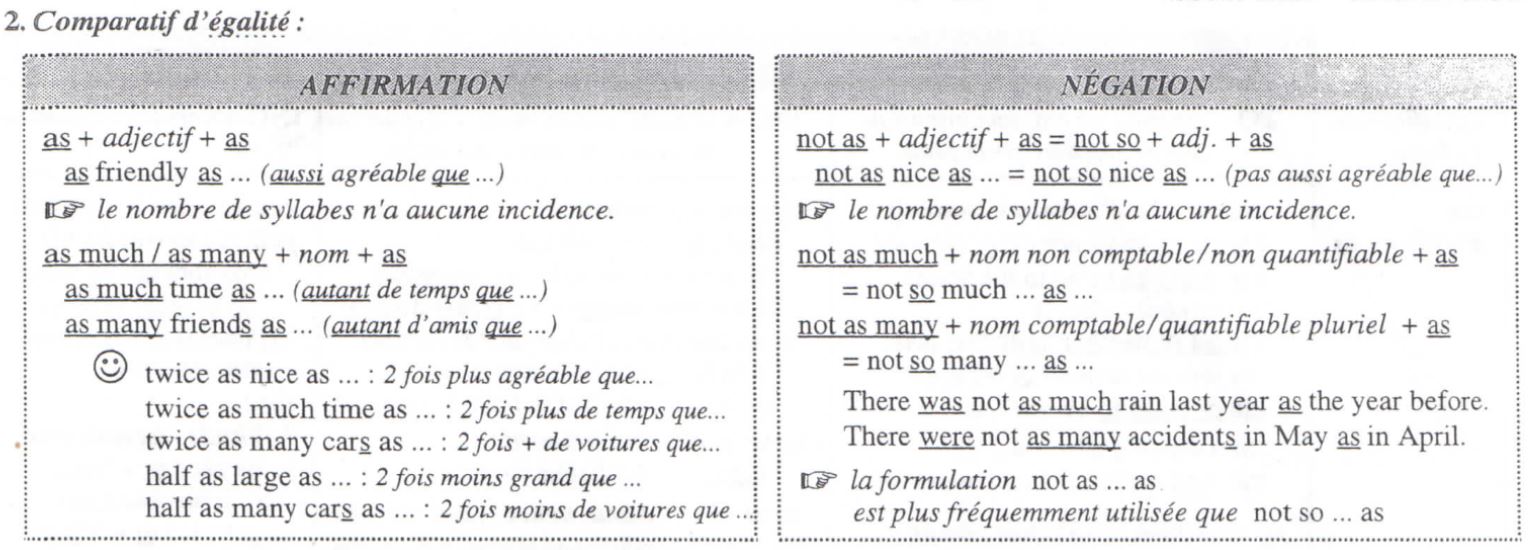 2. Comparatif d'égalité :
AFFIRMATION
as + adjectif + as
as friendly as ... (aussi agréable que ...)
☞ le nombre de syllabes n'a aucune incidence.
as much / as many + nom + as
as much time as ... (autant de temps que ...)
as many friends as ... (autant d'amis que ...)
☺ twice as nice as ... : 2 fois plus agréable que...
twice as much time as ... : 2 fois plus de temps que...
twice as many cars as ... : 2 fois + de voitures que...
half as large as ... : 2 fois moins grand que ...
half as many cars as ... : 2 fois moins de voitures que ...
NÉGATION
not as + adjectif + as = not so + adj. + as
not as nice as ... = not so nice as ... (pas aussi agréable que...)
☞ le nombre de syllabes n'a aucune incidence.
not as much + nom non comptable/non quantifiable + as
= not so much ... as ...
not as many + nom comptable/quantifiable pluriel + as
= not so many ... as ...
There was not as much rain last year as the year before.
There were not as many accidents in May as in April.
☞ la formulation not as ... as
est plus fréquemment utilisée que not so ... as